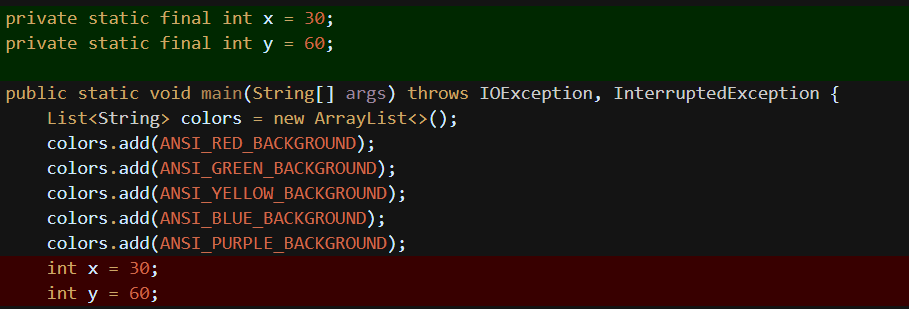 private static final int x = 30;
private static final int y = 60;
public static void main(String[] args) throws IOException, InterruptedException {
    List<String> colors = new ArrayList<>();
    colors.add(ANSI_RED_BACKGROUND);
    colors.add(ANSI_GREEN_BACKGROUND);
    colors.add(ANSI_YELLOW_BACKGROUND);
    colors.add(ANSI_BLUE_BACKGROUND);
    colors.add(ANSI_PURPLE_BACKGROUND);
    int x = 30;
    int y = 60;